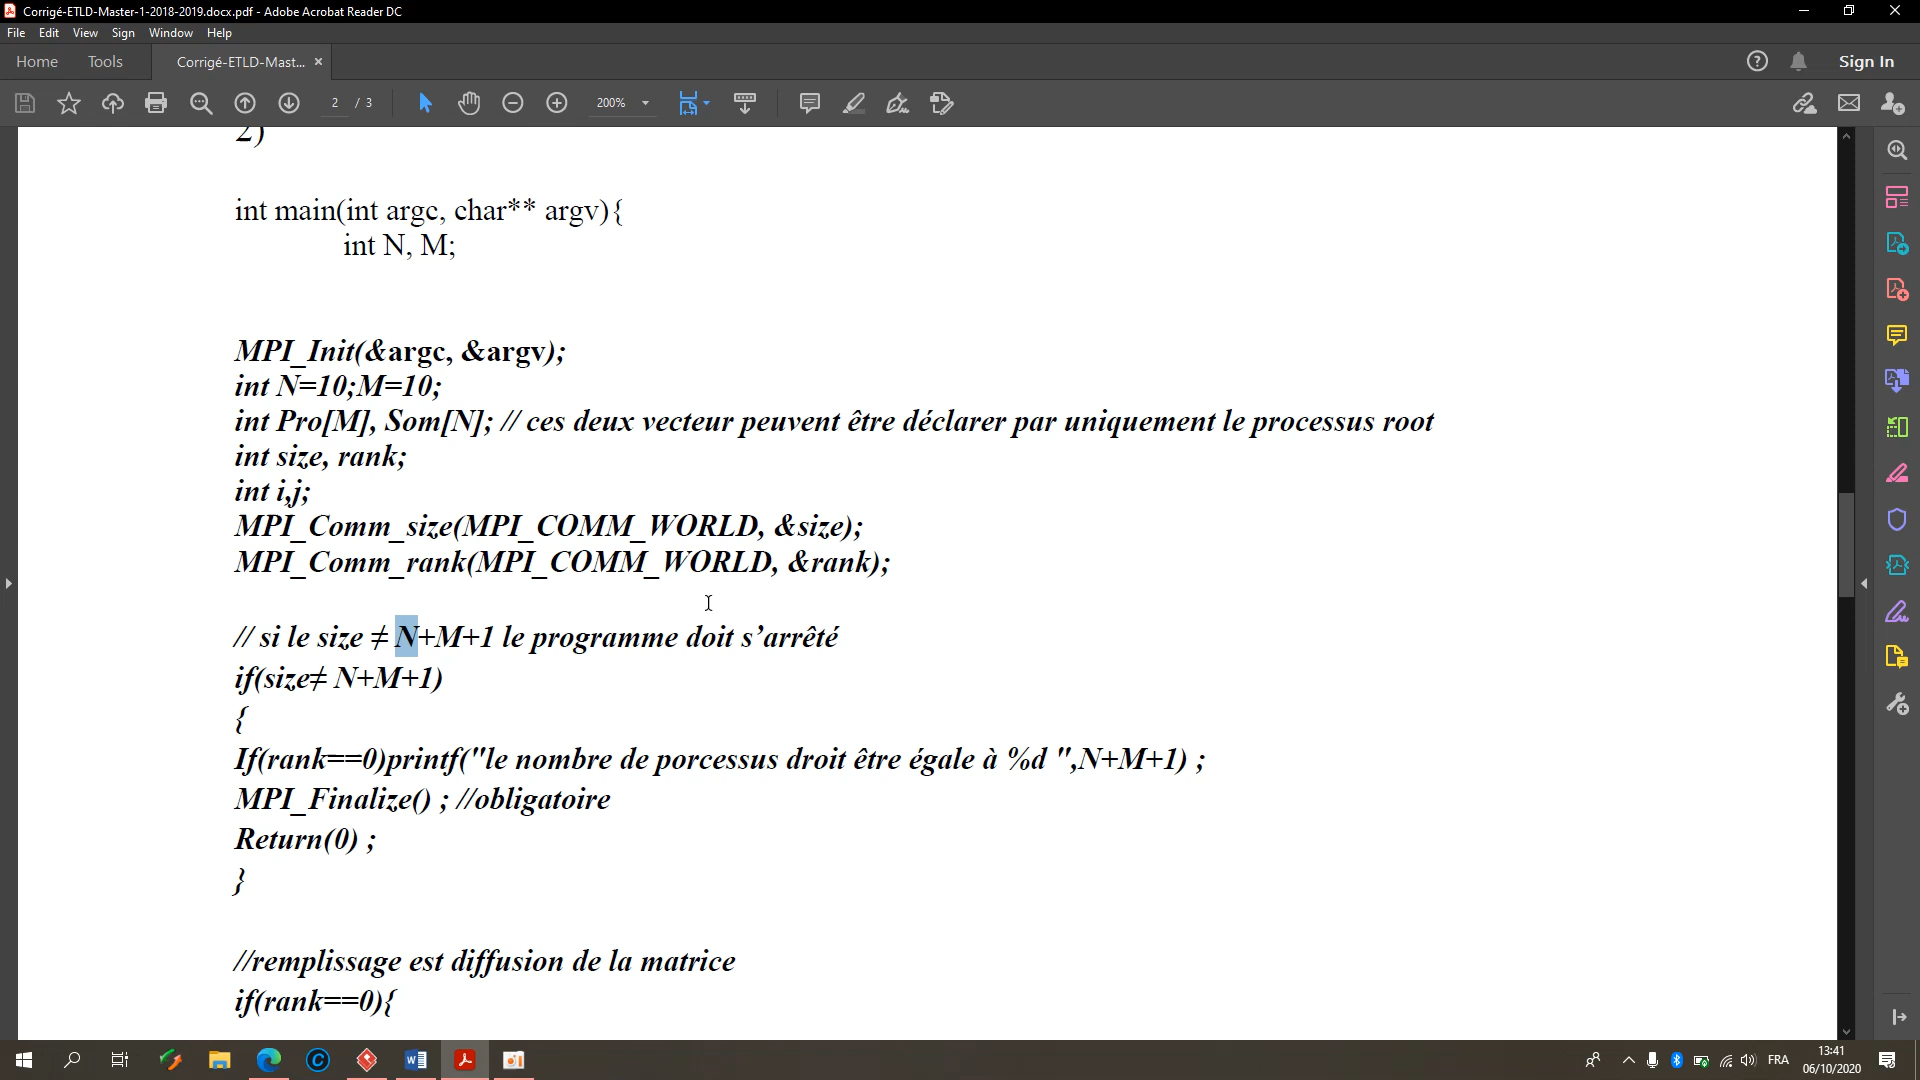 Corrigé-ETLD-Master-1-2018-2019.docx.pdf - Adobe Acrobat Reader DC
File Edit View Sign Window Help
Home Tools Corrigé-ETLD-Mast... × Sign In
2 / 3 200%
2)
int main(int argc, char** argv){
int N, M;
MPI_Init(&argc, &argv);
int N=10;M=10;
int Pro[M], Som[N]; // ces deux vecteur peuvent être déclarer par uniquement le processus root
int size, rank;
int i,j;
MPI_Comm_size(MPI_COMM_WORLD, &size);
MPI_Comm_rank(MPI_COMM_WORLD, &rank);
// si le size ≠ N+M+1 le programme doit s’arrêté
if(size≠ N+M+1)
{
If(rank==0)printf("le nombre de porcessus droit être égale à %d ",N+M+1) ;
MPI_Finalize() ; //obligatoire
Return(0) ;
}
//remplissage est diffusion de la matrice
if(rank==0){
FRA
13:41
06/10/2020